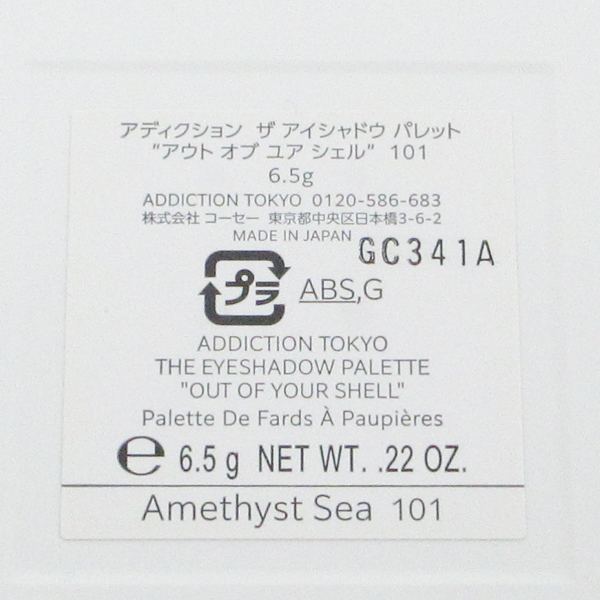 アディクション ザ アイシャドウ パレット
"アウト オブ ユア シェル" 101
6.5g
ADDICTION TOKYO 0120-586-683
株式会社 コーセー 東京都中央区日本橋3-6-2
MADE IN JAPAN GC341A
プラ ABS,G
ADDICTION TOKYO
THE EYESHADOW PALETTE
"OUT OF YOUR SHELL"
Palette De Fards À Paupières
℮ 6.5 g NET WT. .22 OZ.
Amethyst Sea 101